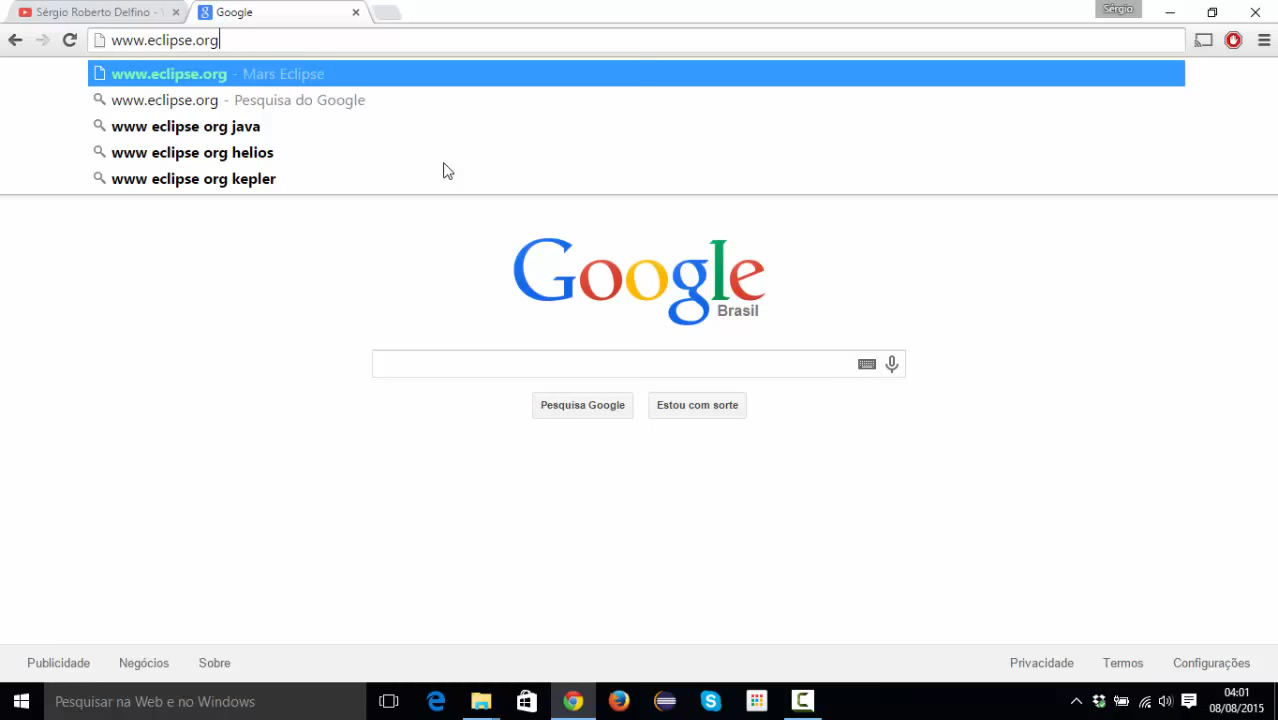 Sérgio Roberto Delfino -
Google
Sérgio
www.eclipse.org
www.eclipse.org - Mars Eclipse
www.eclipse.org - Pesquisa do Google
www eclipse org java
www eclipse org helios
www eclipse org kepler
Google
Brasil
Pesquisa Google
Estou com sorte
Publicidade
Negócios
Sobre
Privacidade
Termos
Configurações
Pesquisar na Web e no Windows
04:01
08/08/2015